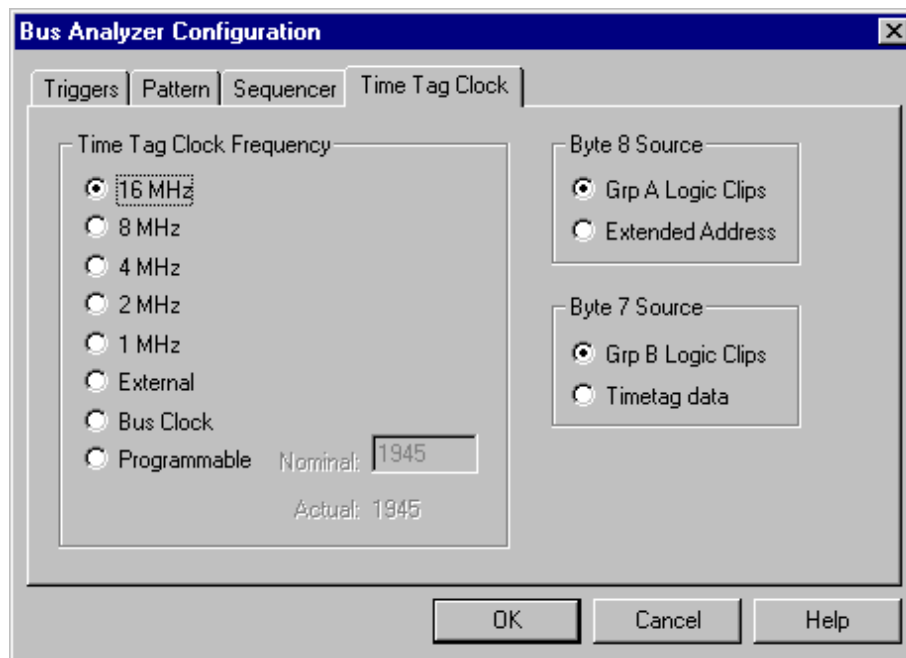 Bus Analyzer Configuration
Triggers Pattern Sequencer Time Tag Clock
Time Tag Clock Frequency
16 MHz
8 MHz
4 MHz
2 MHz
1 MHz
External
Bus Clock
Programmable Nominal: 1945
Actual: 1945
Byte 8 Source
Grp A Logic Clips
Extended Address
Byte 7 Source
Grp B Logic Clips
Timetag data
OK Cancel Help